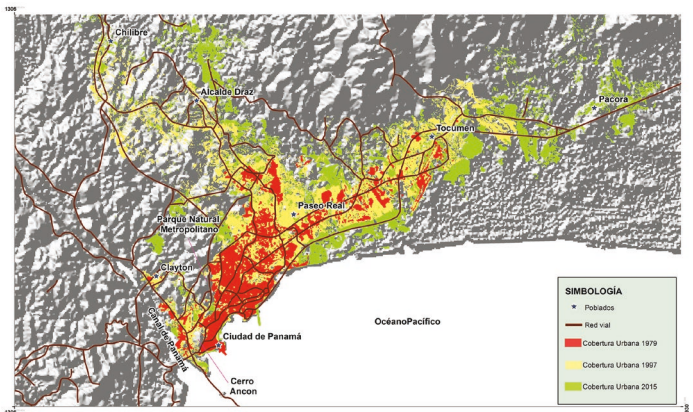 1306
Chilibre
Alcalde Díaz
Pacora
Tocumen
Paseo Real
Parque Natural
Metropolitano
Clayton
Canal de Panamá
Ciudad de Panamá
Cerro
Ancon
OcéanoPacífico
SIMBOLOGÍA
Poblados
Red vial
Cobertura Urbana 1979
Cobertura Urbana 1997
Cobertura Urbana 2015